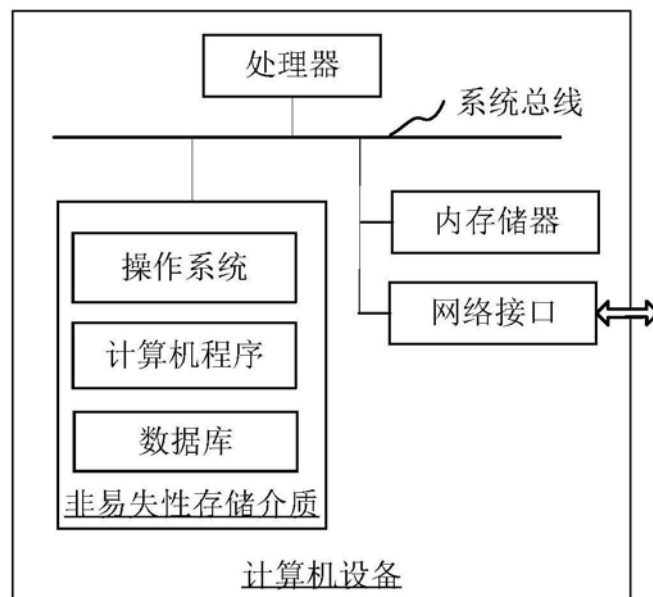 处理器
系统总线
内存储器
操作系统
网络接口
计算机程序
数据库
非易失性存储介质
计算机设备